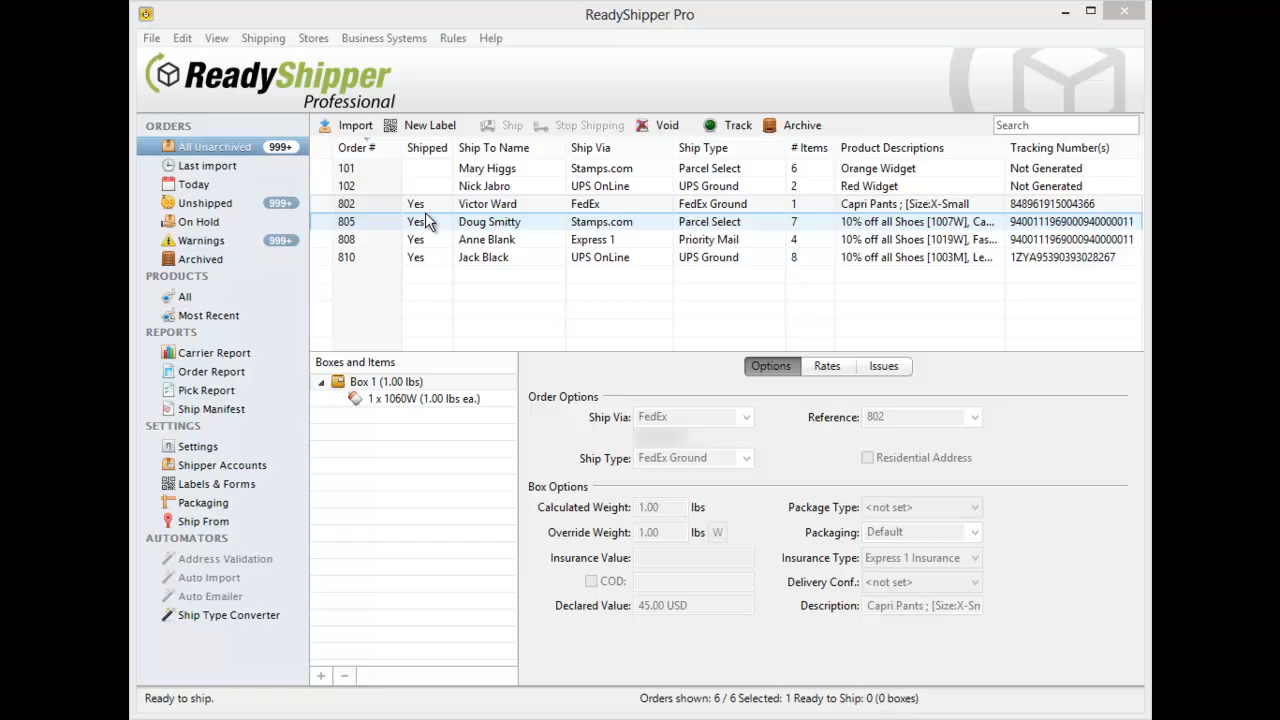 ReadyShipper Pro
File Edit View Shipping Stores Business Systems Rules Help
ReadyShipper
Professional
ORDERS
All Unarchived 999+
Last import
Today
Unshipped 999+
On Hold
Warnings 999+
Archived
PRODUCTS
All
Most Recent
REPORTS
Carrier Report
Order Report
Pick Report
Ship Manifest
SETTINGS
Settings
Shipper Accounts
Labels & Forms
Packaging
Ship From
AUTOMATORS
Address Validation
Auto Import
Auto Emailer
Ship Type Converter
Import New Label Ship Stop Shipping Void Track Archive Search
Order # Shipped Ship To Name Ship Via Ship Type # Items Product Descriptions Tracking Number(s)
101 Mary Higgs Stamps.com Parcel Select 6 Orange Widget Not Generated
102 Nick Jabro UPS OnLine UPS Ground 2 Red Widget Not Generated
802 Yes Victor Ward FedEx FedEx Ground 1 Capri Pants ; [Size:X-Small 848961915004366
805 Yes Doug Smitty Stamps.com Parcel Select 7 10% off all Shoes [1007W], Ca... 9400111969000940000011
808 Yes Anne Blank Express 1 Priority Mail 4 10% off all Shoes [1019W], Fas... 9400111969000940000011
810 Yes Jack Black UPS OnLine UPS Ground 8 10% off all Shoes [1003M], Le... 1ZYA95390393028267
Boxes and Items
Box 1 (1.00 lbs)
1 x 1060W (1.00 lbs ea.)
Options Rates Issues
Order Options
Ship Via: FedEx Reference: 802
Ship Type: FedEx Ground Residential Address
Box Options
Calculated Weight: 1.00 lbs Package Type: <not set>
Override Weight: 1.00 lbs W Packaging: Default
Insurance Value: Insurance Type: Express 1 Insurance
COD: Delivery Conf.: <not set>
Declared Value: 45.00 USD Description: Capri Pants ; [Size:X-Sn
Ready to ship. Orders shown: 6 / 6 Selected: 1 Ready to Ship: 0 (0 boxes)